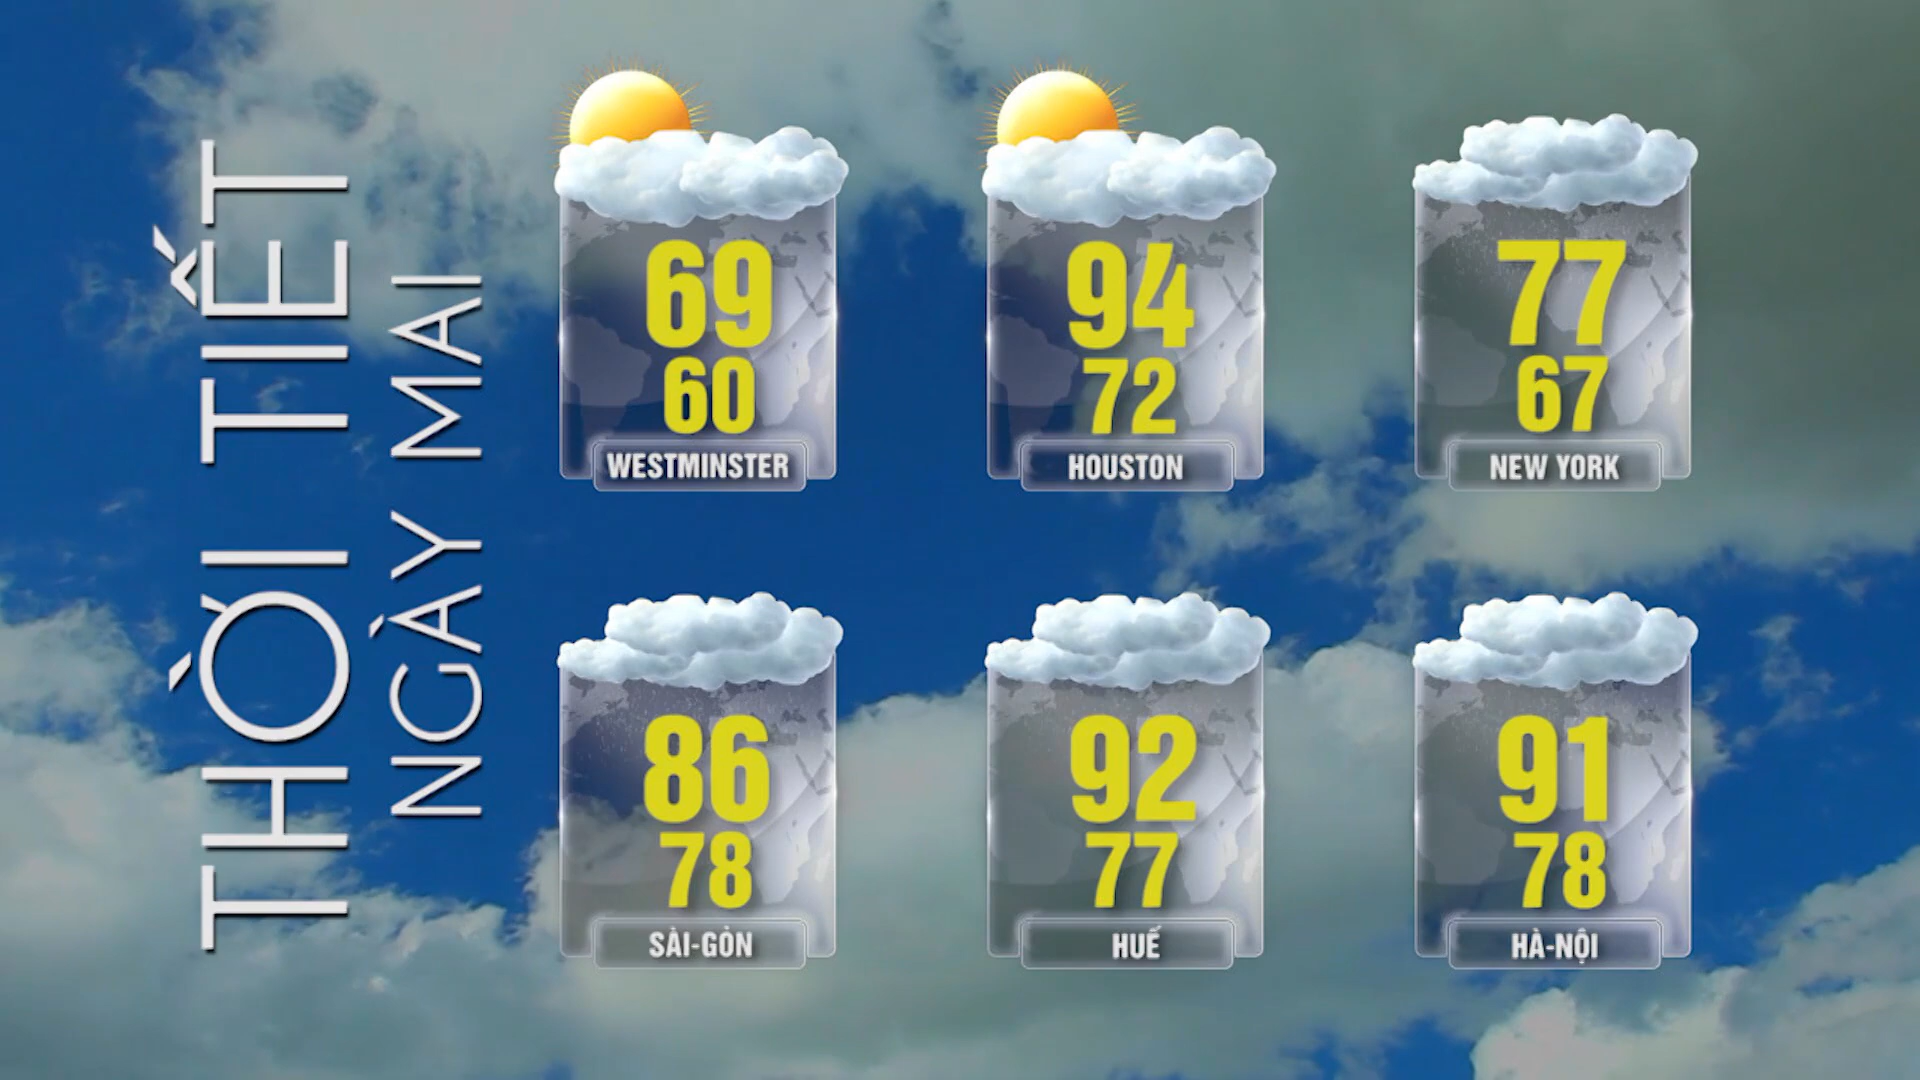 THỜI TIẾT
NGÀY MAI
69
60
WESTMINSTER
94
72
HOUSTON
77
67
NEW YORK
86
78
SÀI-GÒN
92
77
HUẾ
91
78
HÀ-NỘI